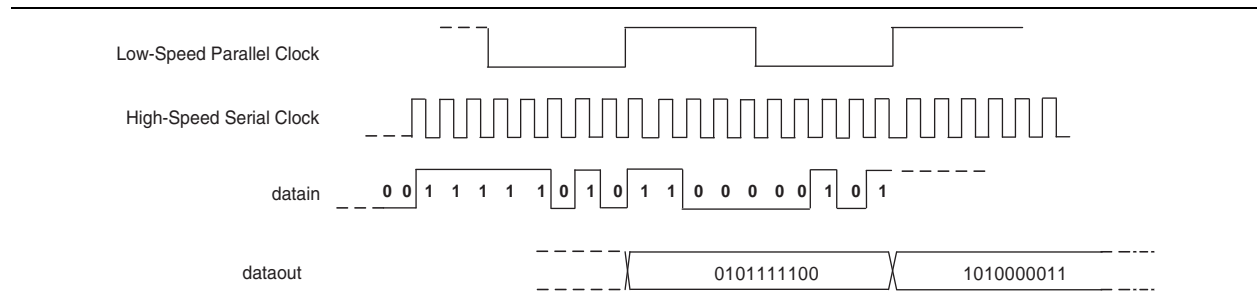 Low-Speed Parallel Clock
High-Speed Serial Clock
datain 0 0 1 1 1 1 1 0 1 0 1 1 0 0 0 0 0 1 0 1
dataout 0101111100 1010000011